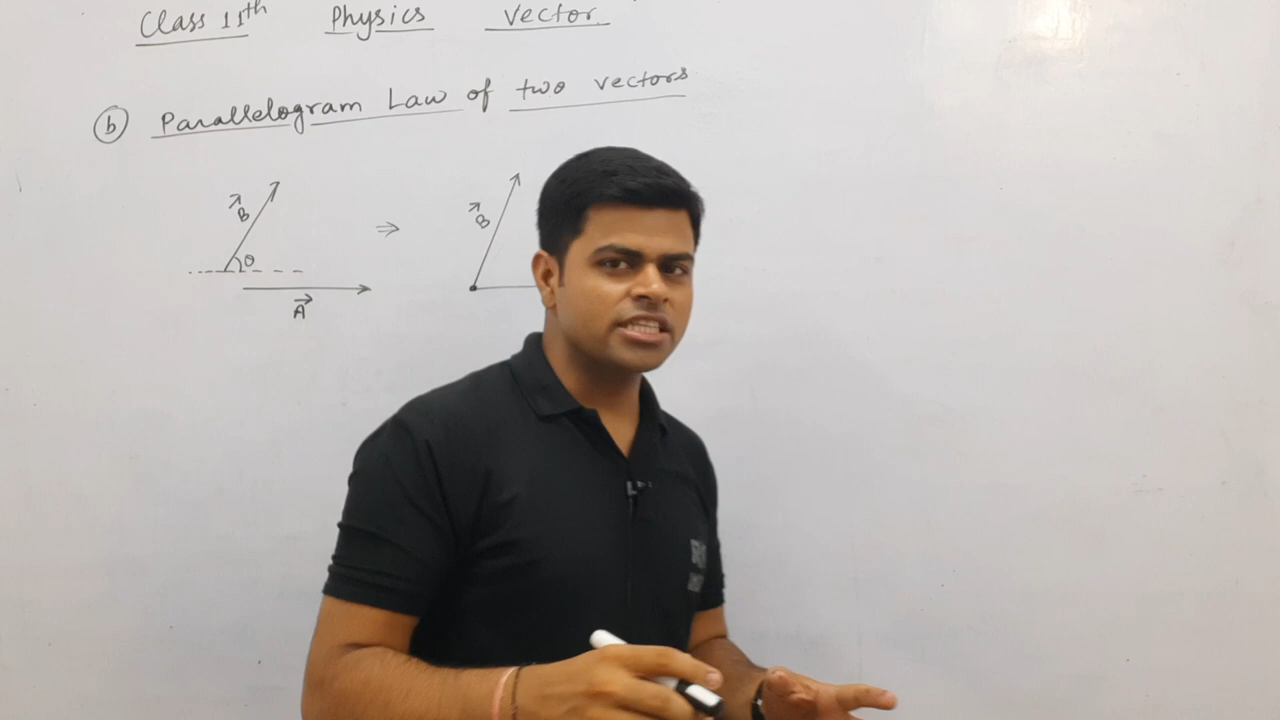 Class 11th Physics Vector
(b) Parallelogram Law of two vectors
B⃗ ⇒ B⃗
θ
A⃗